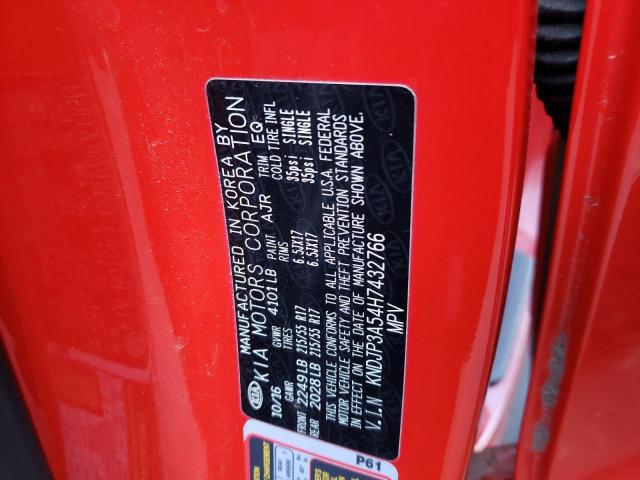 MANUFACTURED IN KOREA BY
KIA MOTORS CORPORATION
10/16 GVWR 4101LB PAINT AJR TRIM EQ
GAWR TIRES RIMS COLD TIRE INFL
FRONT 2249LB 215/55 R17 6.5JX17 35psi SINGLE
REAR 2028LB 215/55 R17 6.5JX17 35psi SINGLE
THIS VEHICLE CONFORMS TO ALL APPLICABLE U.S.A. FEDERAL
MOTOR VEHICLE SAFETY AND THEFT PREVENTION STANDARDS
IN EFFECT ON THE DATE OF MANUFACTURE SHOWN ABOVE.
V.I.N KNDJP3A54H7432766
MPV
KIA
P61